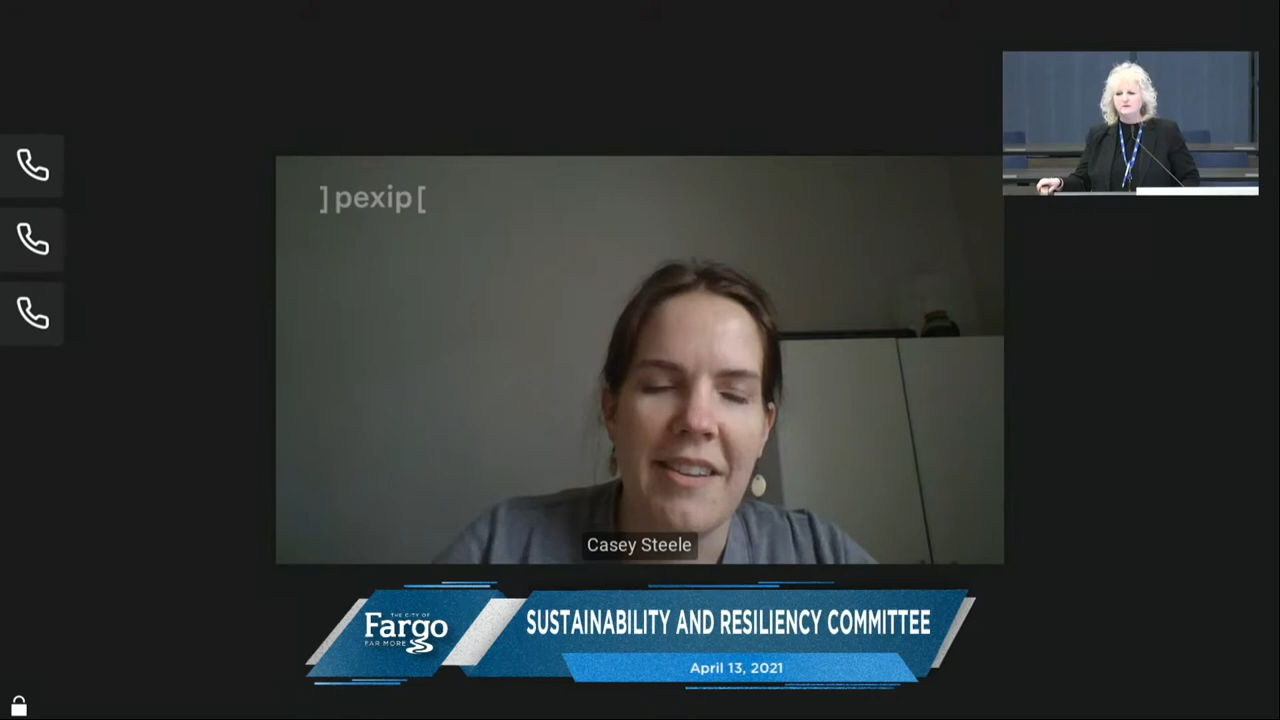 ]pexip[
Casey Steele
THE CITY OF
Fargo
FAR MORE
SUSTAINABILITY AND RESILIENCY COMMITTEE
April 13, 2021